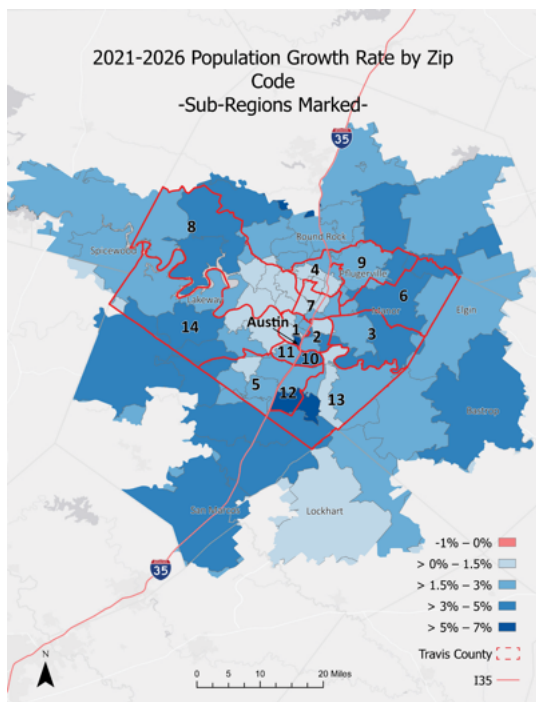 2021-2026 Population Growth Rate by Zip
Code
-Sub-Regions Marked-
35
8
Round Rock
Spicewood
4
9
Pflugerville
7
6
Lakeway
Manor
Elgin
14
Austin
1
2
3
11
10
5
12
13
Bastrop
San Marcos
Lockhart
-1% – 0%
> 0% – 1.5%
> 1.5% – 3%
> 3% – 5%
> 5% – 7%
35
Travis County
N
0 5 10 20 Miles
I35